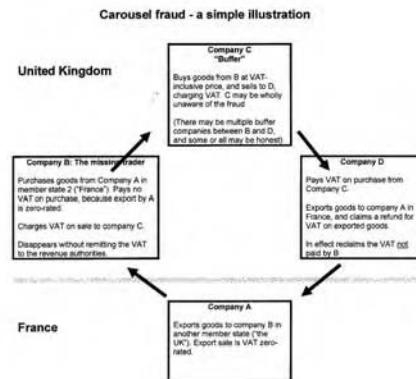 Carousel fraud - a simple illustration
United Kingdom
Company C
"Buffer"
Buys goods from B at VAT-
inclusive price, and sells to D,
charging VAT. C may be wholly
unaware of the fraud
(There may be multiple buffer
companies between B and D,
and some or all may be honest)
Company B: The missing trader
Purchases goods from Company A in
member state 2 ("France"). Pays no
VAT on purchase, because export by A
is zero-rated.
Charges VAT on sale to company C.
Disappears without remitting the VAT
to the revenue authorities.
Company D
Pays VAT on purchase from
Company C.
Exports goods to company A in
France, and claims a refund for
VAT on exported goods.
In effect reclaims the VAT not
paid by B
France
Company A
Exports goods to company B in
another member state ("the
UK"). Export sale is VAT zero-
rated.